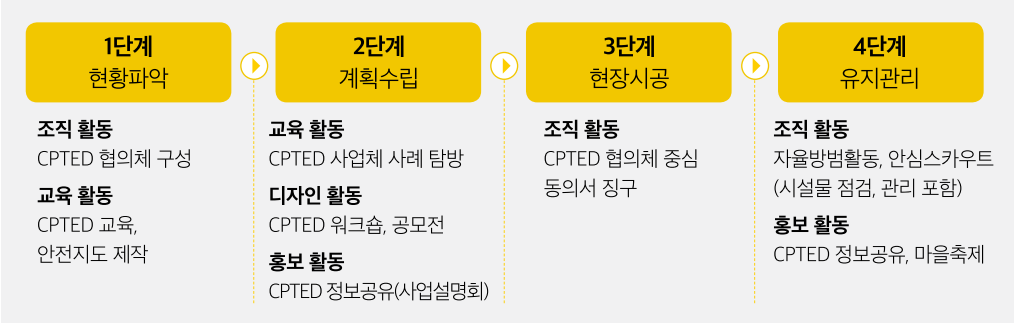 1단계
현황파악
조직 활동
CPTED 협의체 구성
교육 활동
CPTED 교육,
안전지도 제작
2단계
계획수립
교육 활동
CPTED 사업체 사례 탐방
디자인 활동
CPTED 워크숍, 공모전
홍보 활동
CPTED 정보공유(사업설명회)
3단계
현장시공
조직 활동
CPTED 협의체 중심
동의서 징구
4단계
유지관리
조직 활동
자율방범활동, 안심스카우트
(시설물 점검, 관리 포함)
홍보 활동
CPTED 정보공유, 마을축제